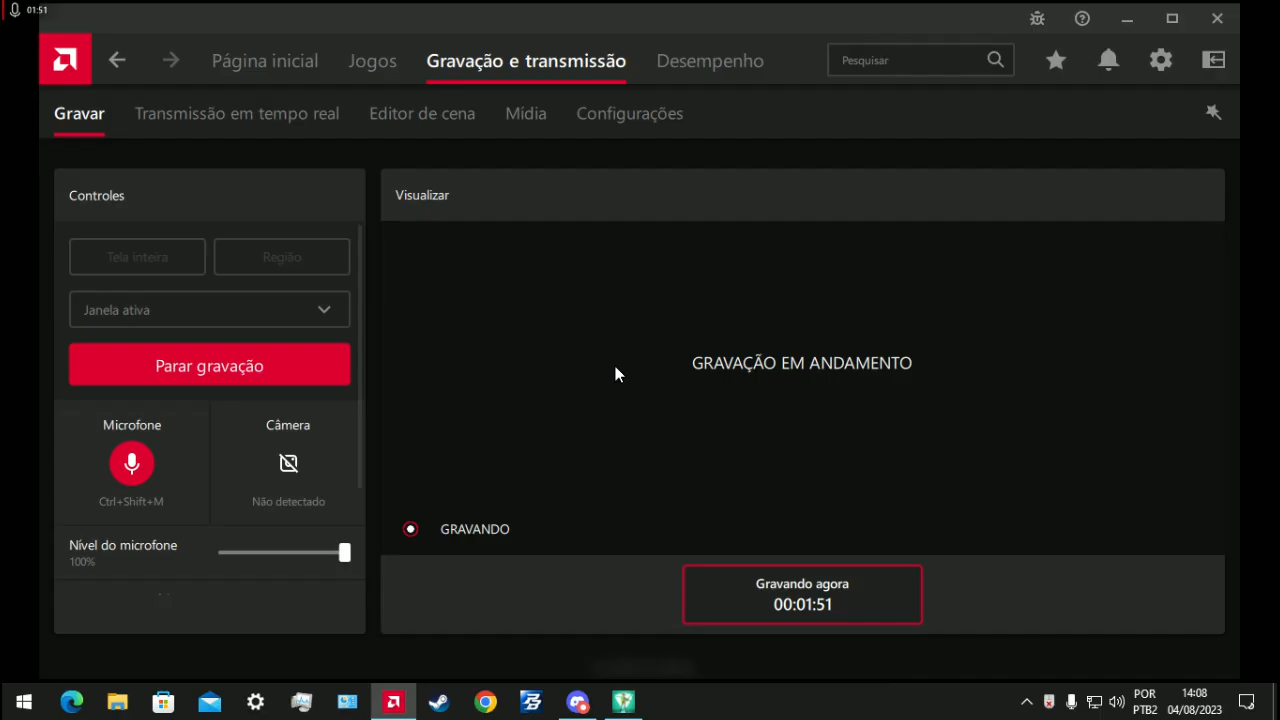 01:51
Página inicial
Jogos
Gravação e transmissão
Desempenho
Pesquisar
Gravar
Transmissão em tempo real
Editor de cena
Mídia
Configurações
Controles
Visualizar
Tela inteira
Região
Janela ativa
Parar gravação
GRAVAÇÃO EM ANDAMENTO
Microfone
Câmera
Ctrl+Shift+M
Não detectado
GRAVANDO
Nível do microfone
100%
Gravando agora
00:01:51
POR
PTB2
14:08
04/08/2023